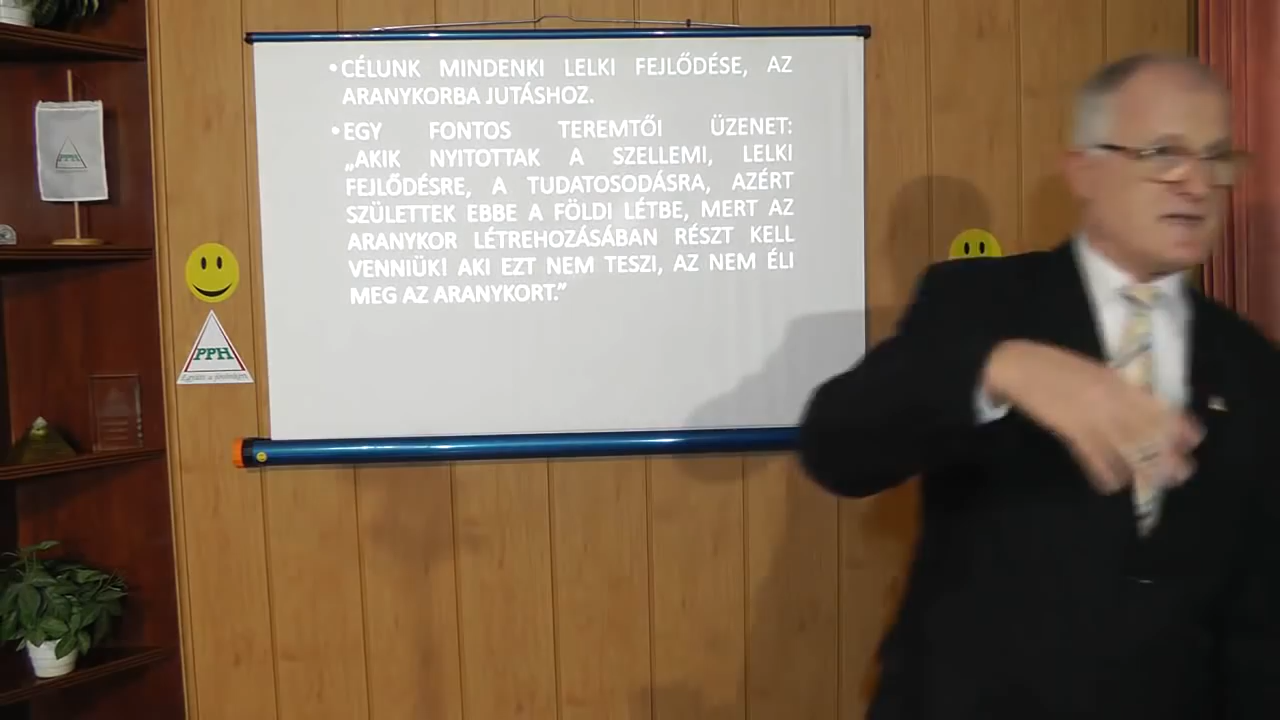 •CÉLUNK MINDENKI LELKI FEJLŐDÉSE, AZ
ARANYKORBA JUTÁSHOZ.
•EGY FONTOS TEREMTŐI ÜZENET:
„AKIK NYITOTTAK A SZELLEMI, LELKI
FEJLŐDÉSRE, A TUDATOSODÁSRA, AZÉRT
SZÜLETTEK EBBE A FÖLDI LÉTBE, MERT AZ
ARANYKOR LÉTREHOZÁSÁBAN RÉSZT KELL
VENNIÜK! AKI EZT NEM TESZI, AZ NEM ÉLI
MEG AZ ARANYKORT.”
PPH
PPH